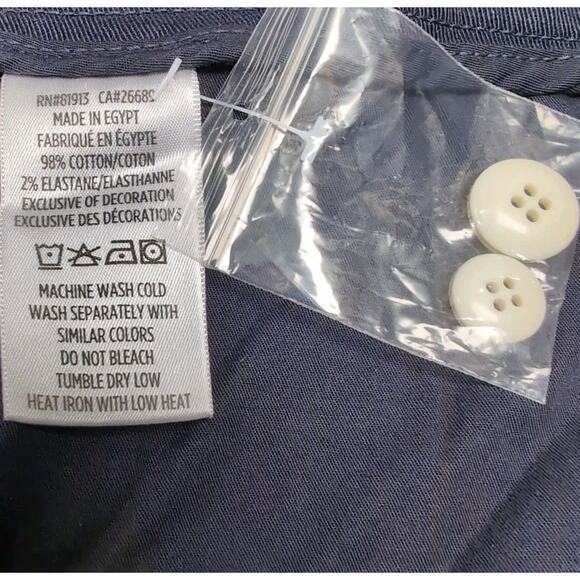 RN#81913 CA#26689
MADE IN EGYPT
FABRIQUÉ EN ÉGYPTE
98% COTTON/COTON
2% ELASTANE/ELASTHANNE
EXCLUSIVE OF DECORATION
EXCLUSIVE DES DÉCORATIONS
MACHINE WASH COLD
WASH SEPARATELY WITH
SIMILAR COLORS
DO NOT BLEACH
TUMBLE DRY LOW
HEAT IRON WITH LOW HEAT